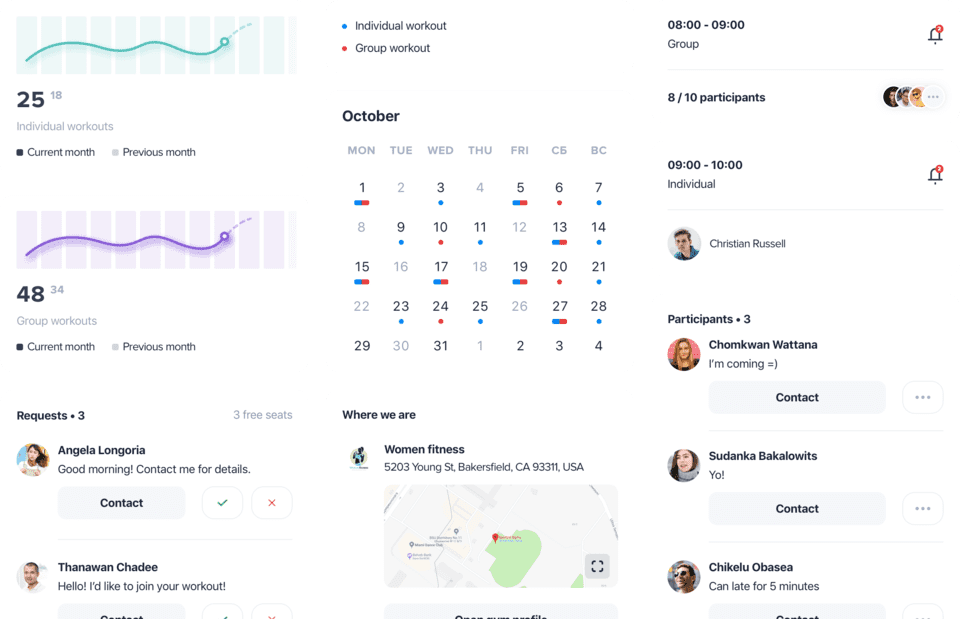 25 18
Individual workouts
Current month Previous month
48 34
Group workouts
Current month Previous month
Requests • 3 3 free seats
Angela Longoria
Good morning! Contact me for details.
Contact
Thanawan Chadee
Hello! I'd like to join your workout!
Contact
Individual workout
Group workout
October
MON TUE WED THU FRI СБ ВС
1 2 3 4 5 6 7
8 9 10 11 12 13 14
15 16 17 18 19 20 21
22 23 24 25 26 27 28
29 30 31 1 2 3 4
Where we are
Women fitness
5203 Young St, Bakersfield, CA 93311, USA
Open gym profile
08:00 - 09:00
Group
8 / 10 participants
09:00 - 10:00
Individual
Christian Russell
Participants • 3
Chomkwan Wattana
I'm coming =)
Contact
Sudanka Bakalowits
Yo!
Contact
Chikelu Obasea
Can late for 5 minutes
Contact